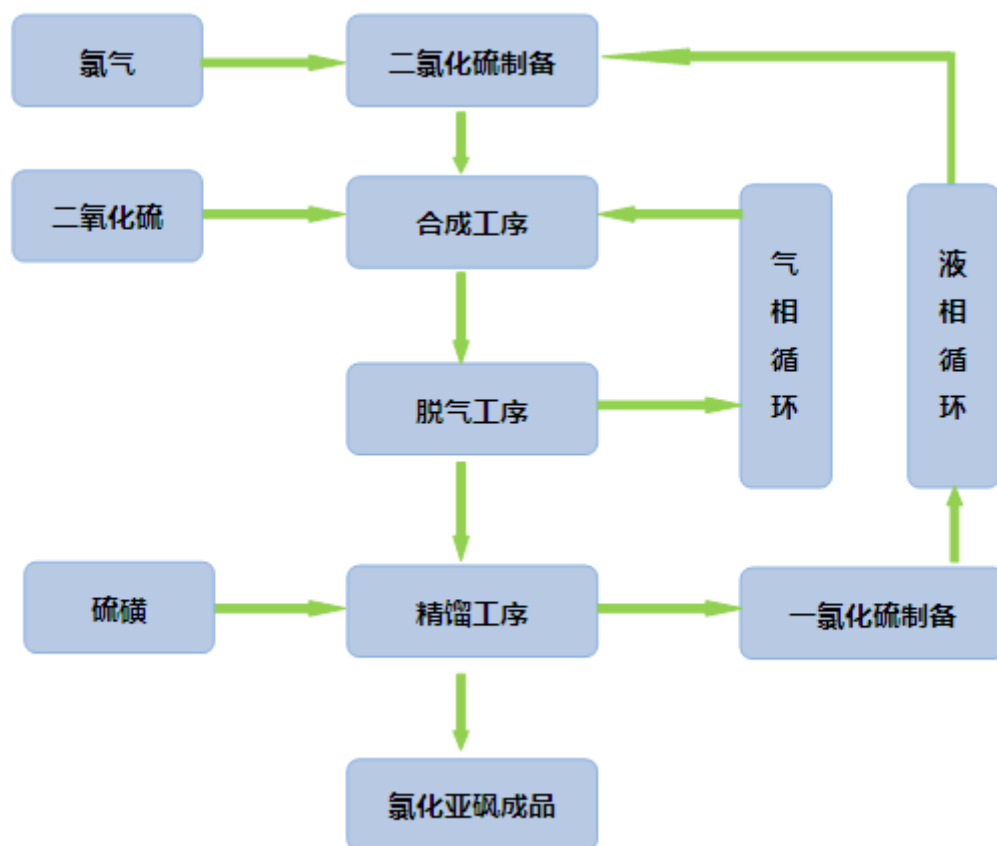 氯气
二氯化硫制备
二氧化硫
合成工序
气相循环
液相循环
脱气工序
硫磺
精馏工序
一氯化硫制备
氯化亚砜成品